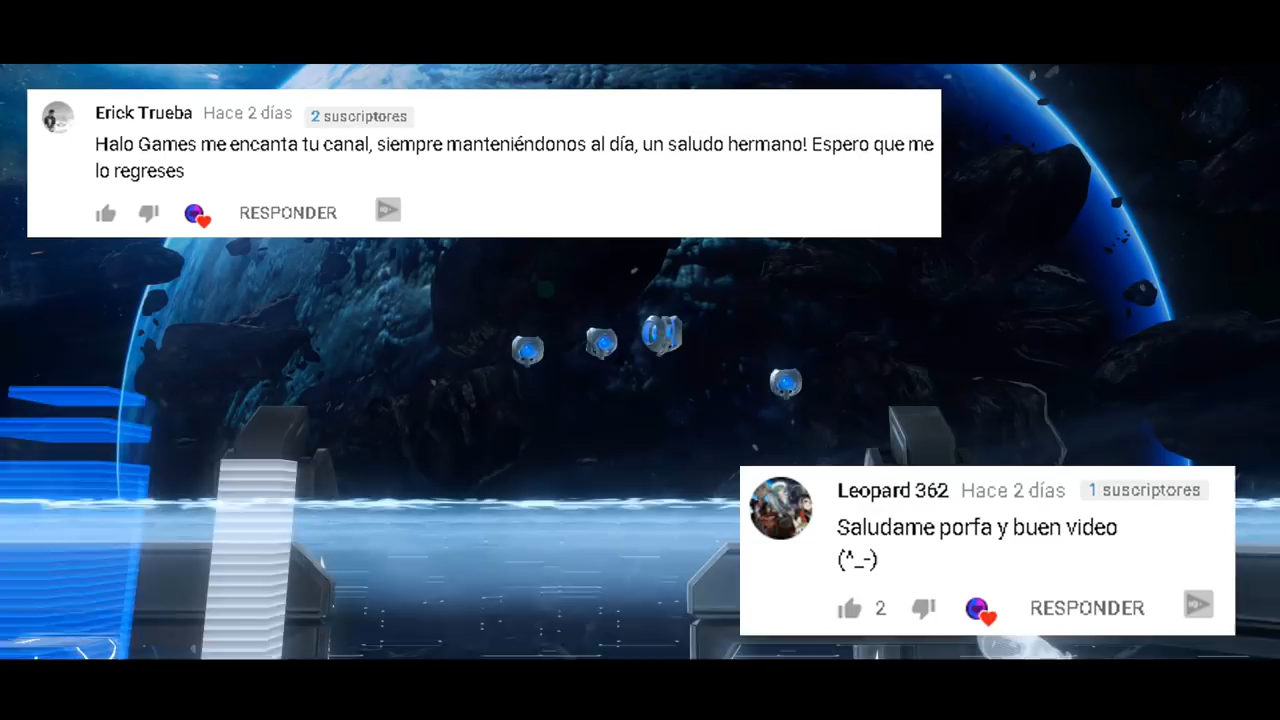 Erick Trueba Hace 2 días 2 suscriptores
Halo Games me encanta tu canal, siempre manteniéndonos al día, un saludo hermano! Espero que me
lo regreses
RESPONDER
Leopard 362 Hace 2 días 1 suscriptores
Saludame porfa y buen video
(^_-)
2 RESPONDER